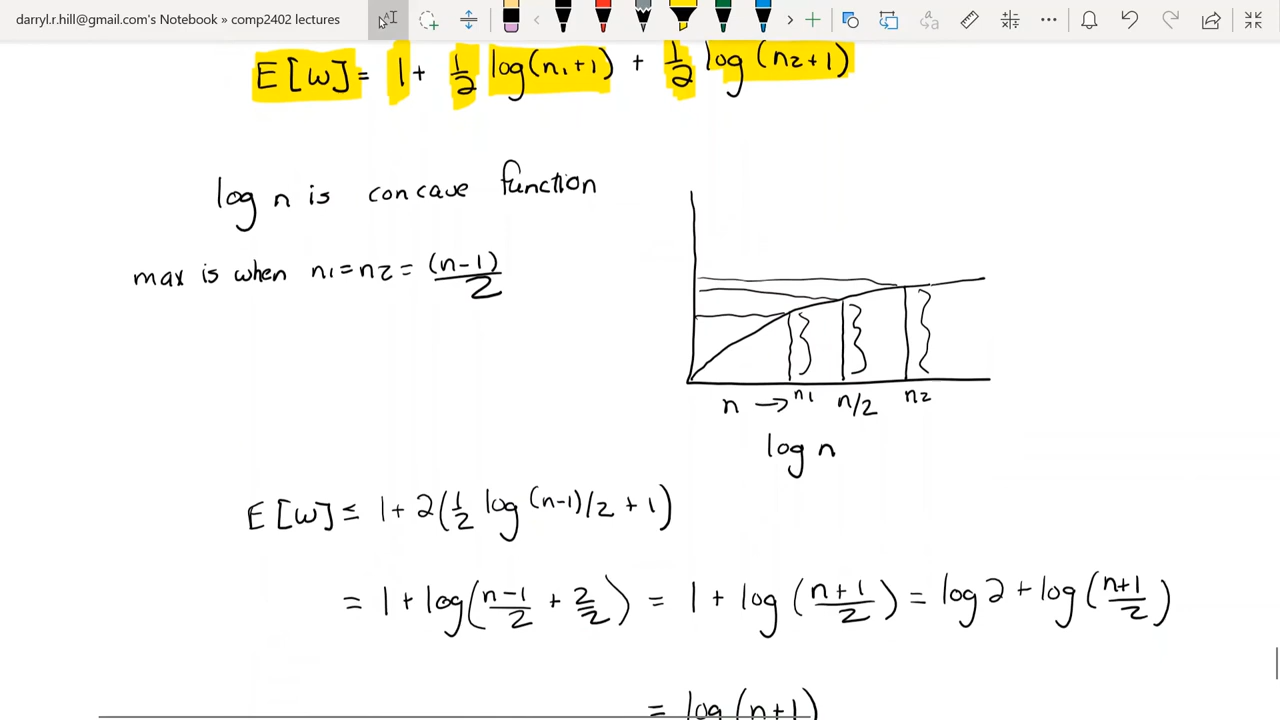 darryl.r.hill@gmail.com's Notebook » comp2402 lectures
E[W] = 1 + 1/2 log(n1+1) + 1/2 log(n2+1)
log n is concave function
max is when n1 = n2 = (n-1)/2
n → n1 n/2 n2
log n
E[W] ≤ 1 + 2(1/2 log (n-1)/2 + 1)
= 1 + log(n-1/2 + 2/2) = 1 + log(n+1/2) = log2 + log(n+1/2)
= log(n+1)